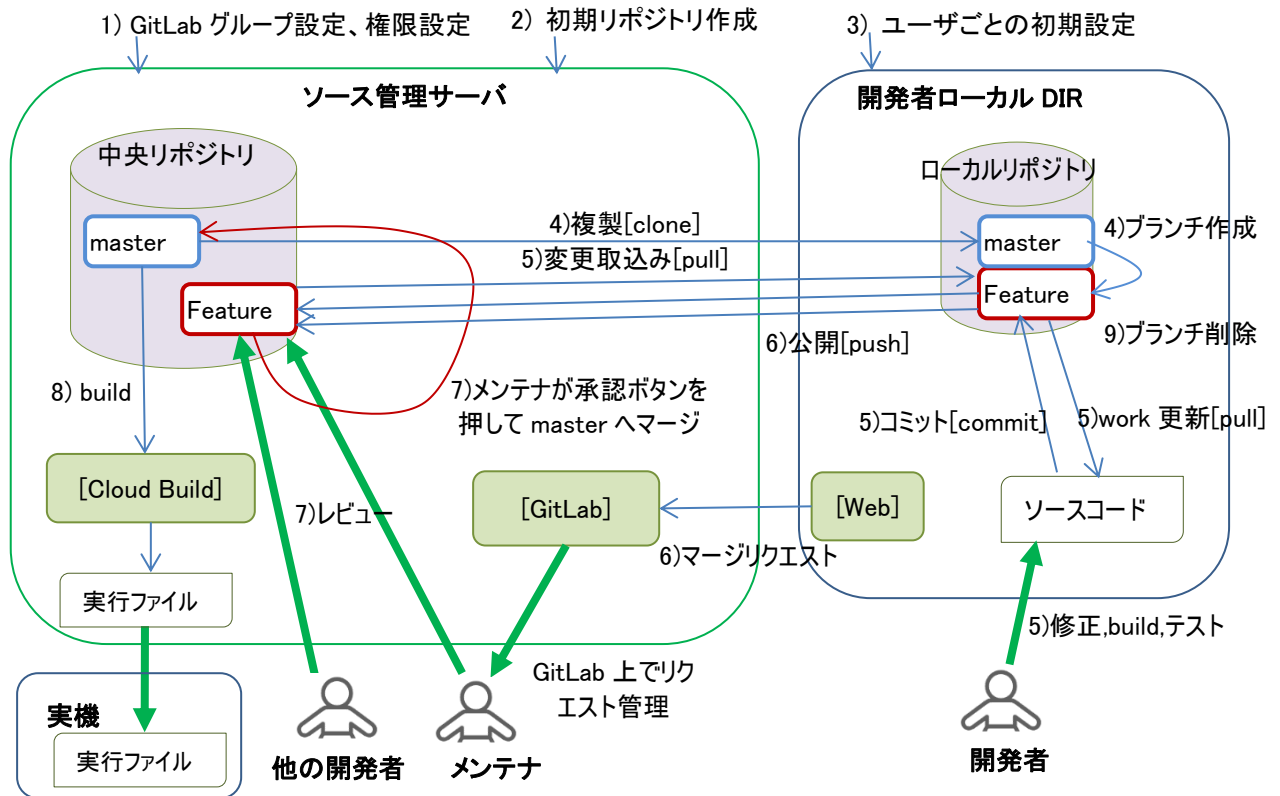 1) GitLab グループ設定、権限設定
2) 初期リポジトリ作成
3) ユーザごとの初期設定
ソース管理サーバ
開発者ローカル DIR
中央リポジトリ
ローカルリポジトリ
master
4)複製[clone]
master
4)ブランチ作成
5)変更取込み[pull]
Feature
Feature
6)公開[push]
9)ブランチ削除
8) build
7)メンテナが承認ボタンを
押して master へマージ
5)コミット[commit]
5)work 更新[pull]
[Cloud Build]
7)レビュー
[GitLab]
[Web]
ソースコード
6)マージリクエスト
実行ファイル
5)修正,build,テスト
GitLab 上でリク
エスト管理
実機
実行ファイル
他の開発者
メンテナ
開発者